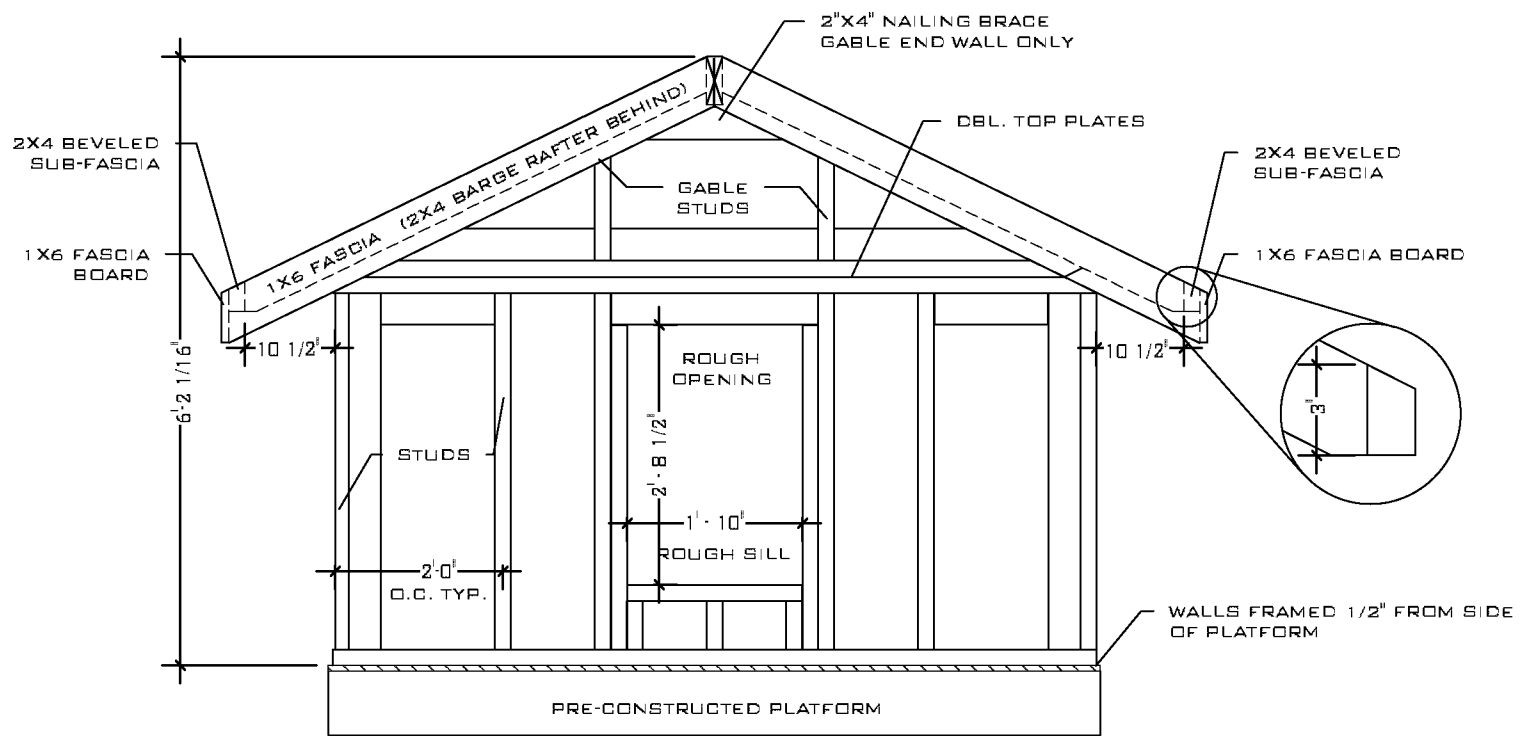 2"X4" NAILING BRACE
GABLE END WALL ONLY
DBL. TOP PLATES
2X4 BEVELED
SUB-FASCIA
2X4 BEVELED
SUB-FASCIA
1X6 FASCIA (2X4 BARGE RAFTER BEHIND)
GABLE
STUDS
1X6 FASCIA
BOARD
1X6 FASCIA BOARD
10 1/2"
10 1/2"
6'-2 1/16"
ROUGH
OPENING
3"
2'- 8 1/2"
STUDS
1'- 10"
ROUGH SILL
2'-0"
O.C. TYP.
WALLS FRAMED 1/2" FROM SIDE
OF PLATFORM
PRE-CONSTRUCTED PLATFORM